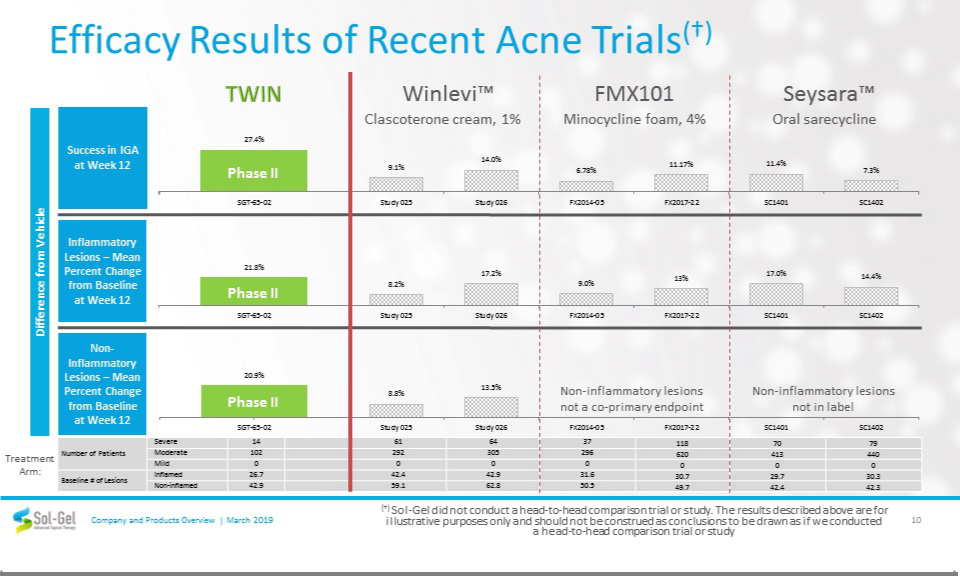 Efficacy Results of Recent Acne Trials(†)
TWIN
Winlevi™
Clascoterone cream, 1%
FMX101
Minocycline foam, 4%
Seysara™
Oral sarecycline
Difference from Vehicle
Success in IGA
at Week 12
27.4%
Phase II
9.1%
14.0%
6.78%
11.17%
11.4%
7.3%
SGT-65-02
Study 025
Study 026
FX2014-05
FX2017-22
SC1401
SC1402
Inflammatory
Lesions – Mean
Percent Change
from Baseline
at Week 12
21.8%
Phase II
8.2%
17.2%
9.0%
13%
17.0%
14.4%
SGT-65-02
Study 025
Study 026
FX2014-05
FX2017-22
SC1401
SC1402
Non-
Inflammatory
Lesions – Mean
Percent Change
from Baseline
at Week 12
20.9%
Phase II
8.8%
13.5%
Non-inflammatory lesions
not a co-primary endpoint
Non-inflammatory lesions
not in label
SGT-65-02
Study 025
Study 026
FX2014-05
FX2017-22
SC1401
SC1402
Treatment
Arm:
Number of Patients
Severe 14 61 64 37 118 70 79
Moderate 102 292 305 296 620 413 440
Mild 0 0 0 0 0 0 0
Baseline # of Lesions
Inflamed 26.7 42.4 42.9 31.6 30.7 29.7 30.3
Non-inflamed 42.9 59.1 62.8 50.5 49.7 42.4 42.3
Sol-Gel
Advanced Topical Therapy
Company and Products Overview | March 2019
(†) Sol-Gel did not conduct a head-to-head comparison trial or study. The results described above are for
illustrative purposes only and should not be construed as conclusions to be drawn as if we conducted
a head-to-head comparison trial or study
10